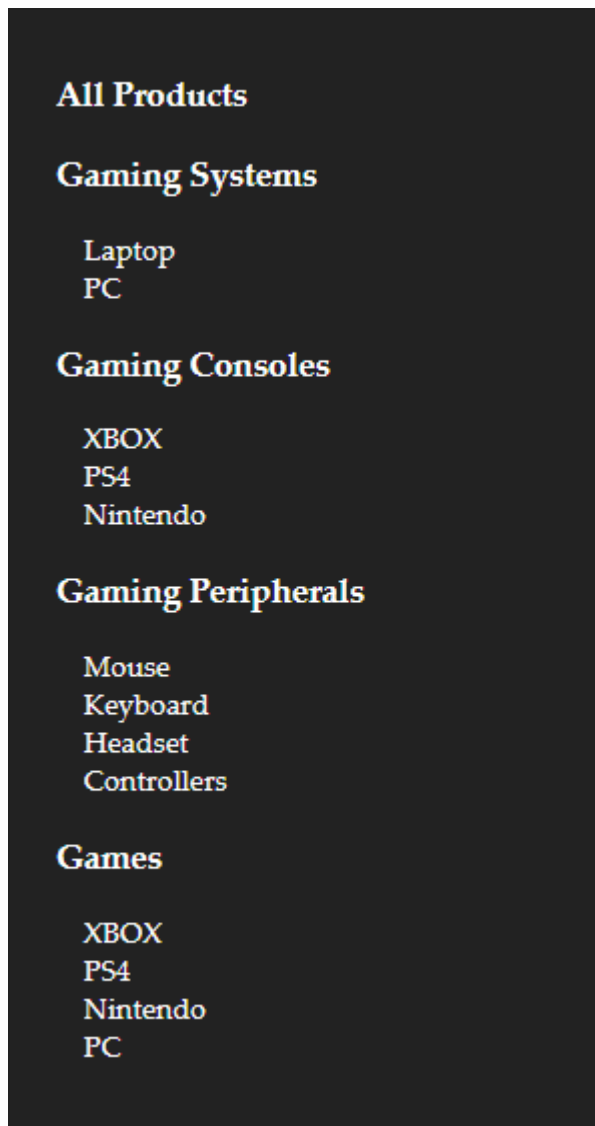 All Products
Gaming Systems
Laptop
PC
Gaming Consoles
XBOX
PS4
Nintendo
Gaming Peripherals
Mouse
Keyboard
Headset
Controllers
Games
XBOX
PS4
Nintendo
PC